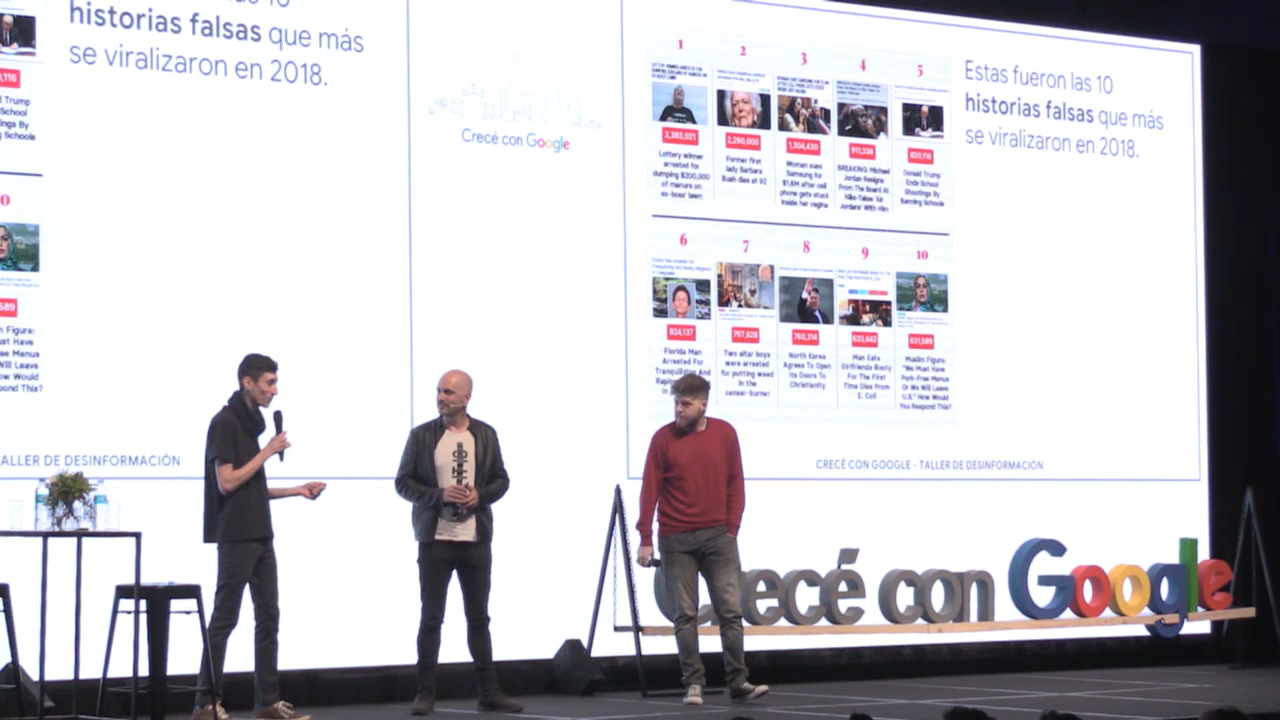 historias falsas que más
se viralizaron en 2018.
Crecé con Google
1
2
3
4
5
2,383,021
2,290,000
1,304,430
911,336
830,116
Lottery winner
arrested for
dumping $200,000
of manure on
ex-boss' lawn
Former first
lady Barbara
Bush dies at 92
Woman sues
Samsung for
$1.8M after cell
phone gets stuck
inside her vagina
BREAKING: Michael
Jordan Resigns
From The Board At
Nike-Takes 'Air
Jordans' With Him
Donald Trump
Ends School
Shootings By
Banning Schools
6
7
8
9
10
824,137
797,628
760,314
633,642
631,589
Florida Man
Arrested For
Tranquilizing And
Two altar boys
were arrested
for putting weed
in the
censer-burner
North Korea
Agrees To Open
Its Doors To
Christianity
Man Eats
Girlfriends Booty
For The First
Time Dies From
E. Coli
Muslim Figure:
"We Must Have
Pork-Free Menus
Or We Will Leave
U.S." How Would
You Respond This?
Estas fueron las 10
historias falsas que más
se viralizaron en 2018.
CRECÉ CON GOOGLE - TALLER DE DESINFORMACIÓN
ALLER DE DESINFORMACIÓN
Crecé con Google